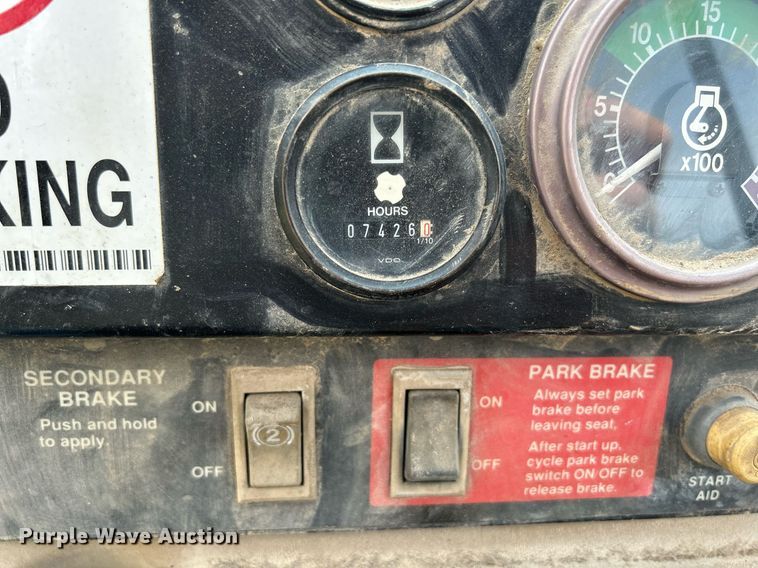 KING
10
15
5
0
x100
HOURS
074260
1/10
VDO
SECONDARY
BRAKE
Push and hold
to apply.
ON
OFF
2
ON
OFF
PARK BRAKE
Always set park
brake before
leaving seat.
After start up,
cycle park brake
switch ON OFF to
release brake.
START
AID
Purple Wave Auction